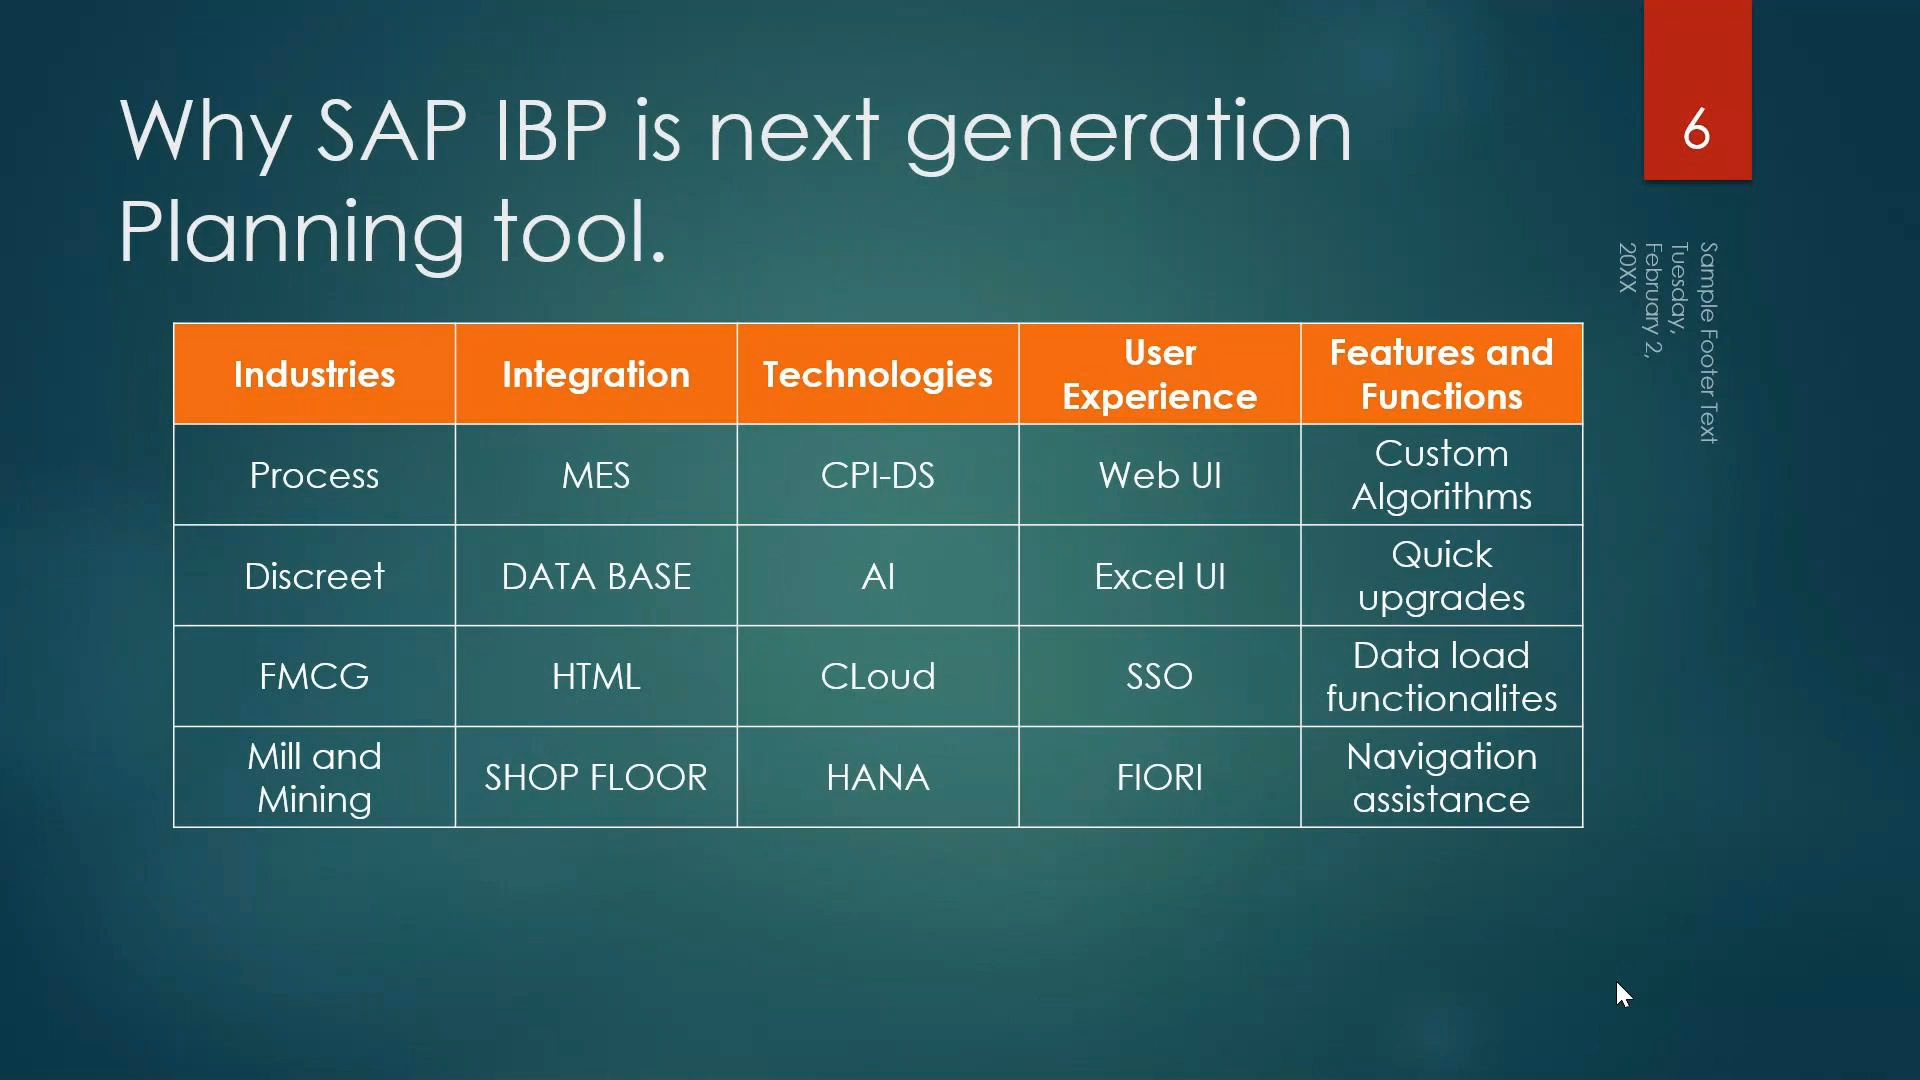 Why SAP IBP is next generation
Planning tool.
6
Sample Footer Text
Tuesday,
February 2,
20XX
Industries
Integration
Technologies
User
Experience
Features and
Functions
Process
MES
CPI-DS
Web UI
Custom
Algorithms
Discreet
DATA BASE
AI
Excel UI
Quick
upgrades
FMCG
HTML
CLoud
SSO
Data load
functionalites
Mill and
Mining
SHOP FLOOR
HANA
FIORI
Navigation
assistance